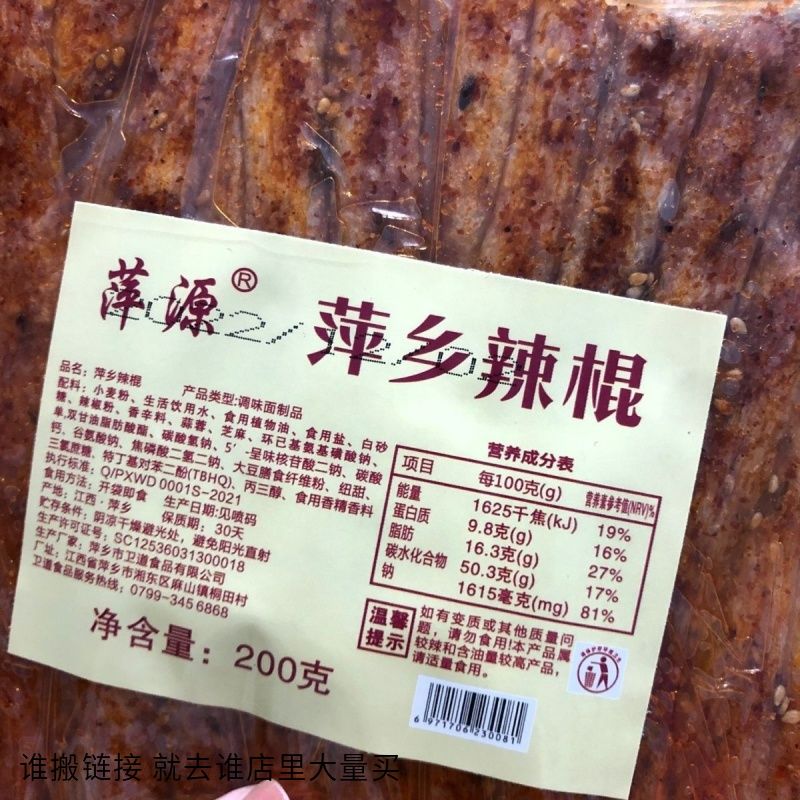 萍源®
萍乡辣棍
品名：萍乡辣棍 产品类型：调味面制品
配料：小麦粉、生活饮用水、食用植物油、食用盐、白砂
糖、辣椒粉、香辛料、蒜蓉、芝麻、环已基氨基磺酸钠、
单,双甘油脂肪酸酯、碳酸氢钠、5'-呈味核苷酸二钠、碳酸
钙、谷氨酸钠、焦磷酸二氢二钠、大豆膳食纤维粉、纽甜、
三氯蔗糖、特丁基对苯二酚(TBHQ)、丙三醇、食用香精香料
执行标准：Q/PXWD 0001S-2021
食用方法：开袋即食 生产日期:见喷码
产地：江西·萍乡 保质期： 30天
贮存条件：阴凉干燥避光处，避免阳光直射
生产许可证号：SC12536031300018
生产厂家：萍乡市卫道食品有限公司
厂址：江西省萍乡市湘东区麻山镇桐田村
卫道食品服务热线：0799-345 6868
净含量：200克
营养成分表
项目 每100克(g) 营养素参考值(NRV)%
能量 1625千焦(kJ) 19%
蛋白质 9.8克(g) 16%
脂肪 16.3克(g) 27%
碳水化合物 50.3克(g) 17%
钠 1615毫克(mg) 81%
温馨
提示
如有变质或其他质量问
题，请勿食用!本产品属
较辣和含油量较高产品，
请适量食用。
6 971706 230081
谁搬链接 就去谁店里大量买